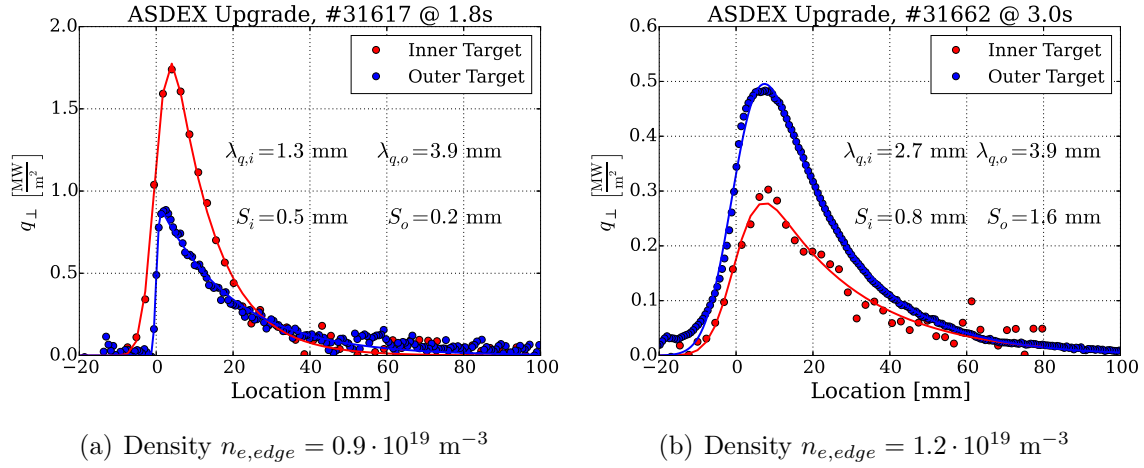 ASDEX Upgrade, #31617 @ 1.8s
2.0
1.5
1.0
0.5
0.0
q⊥ [MW/m²]
Inner Target
Outer Target
λq,i=1.3 mm λq,o=3.9 mm
Si=0.5 mm So=0.2 mm
−20 0 20 40 60 80 100
Location [mm]
(a) Density ne,edge = 0.9 · 10¹⁹ m⁻³
ASDEX Upgrade, #31662 @ 3.0s
0.6
0.5
0.4
0.3
0.2
0.1
0.0
q⊥ [MW/m²]
Inner Target
Outer Target
λq,i=2.7 mm λq,o=3.9 mm
Si=0.8 mm So=1.6 mm
−20 0 20 40 60 80 100
Location [mm]
(b) Density ne,edge = 1.2 · 10¹⁹ m⁻³